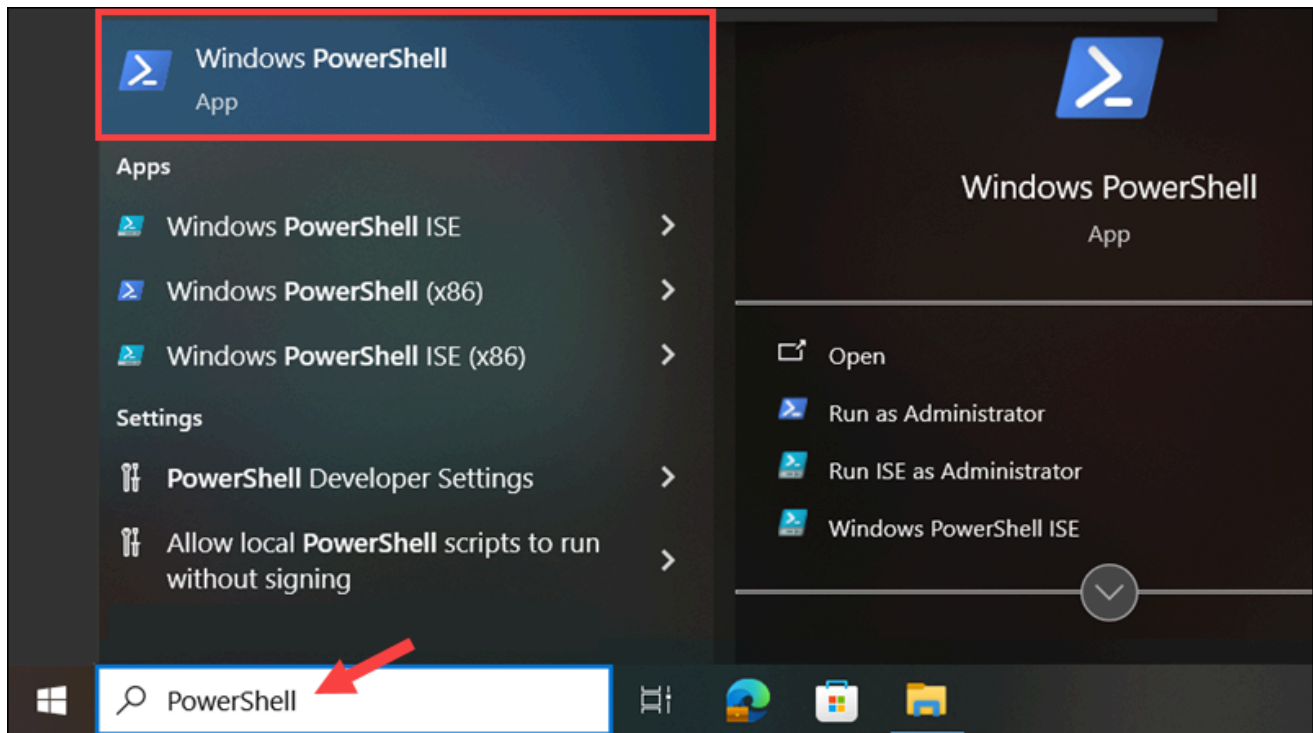 Windows PowerShell
App
Apps
Windows PowerShell ISE
Windows PowerShell (x86)
Windows PowerShell ISE (x86)
Settings
PowerShell Developer Settings
Allow local PowerShell scripts to run
without signing
PowerShell
Windows PowerShell
App
Open
Run as Administrator
Run ISE as Administrator
Windows PowerShell ISE